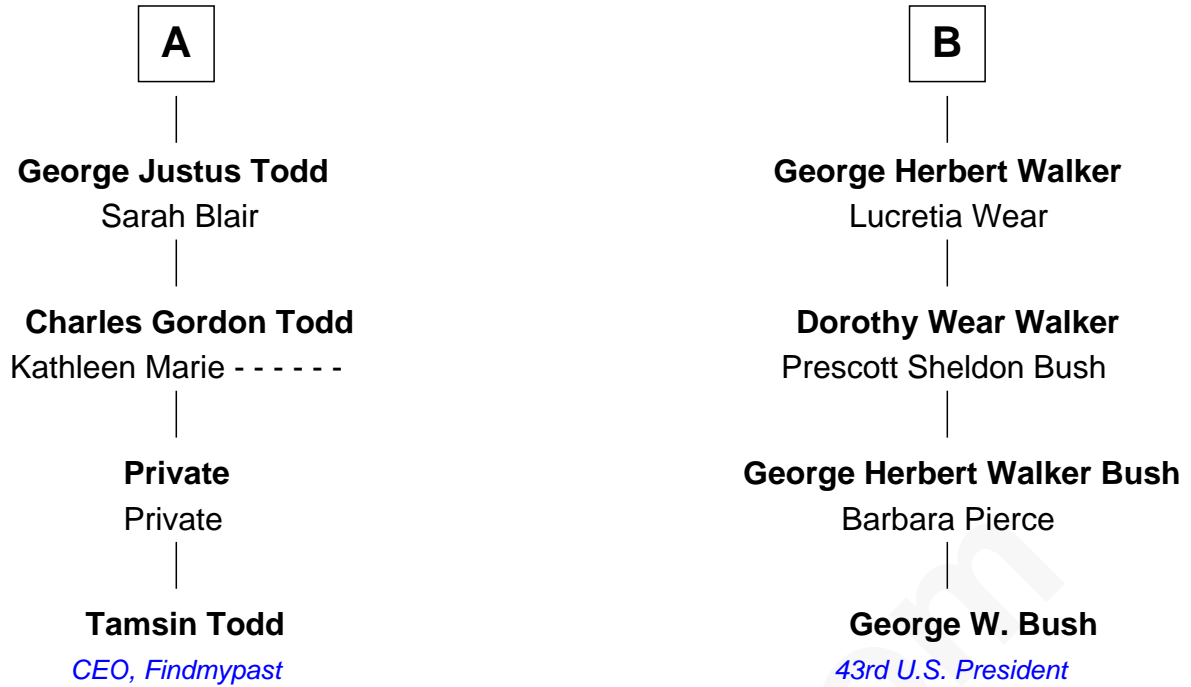 A
George Justus Todd
Sarah Blair
Charles Gordon Todd
Kathleen Marie - - - - - -
Private
Private
Tamsin Todd
CEO, Findmypast
B
George Herbert Walker
Lucretia Wear
Dorothy Wear Walker
Prescott Sheldon Bush
George Herbert Walker Bush
Barbara Pierce
George W. Bush
43rd U.S. President